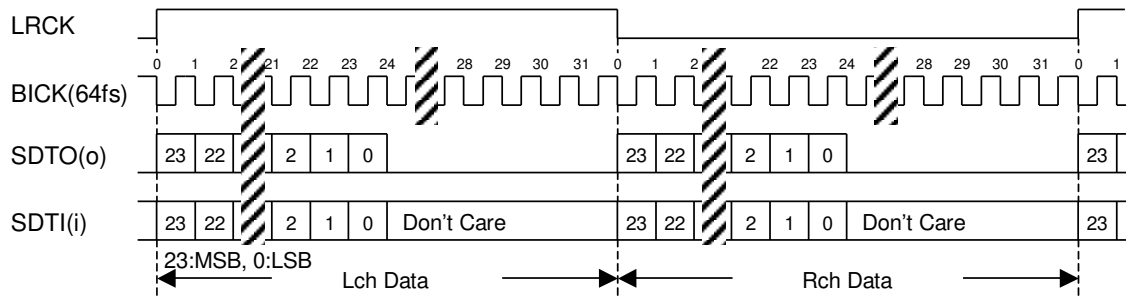 LRCK
0 1 2 21 22 23 24 28 29 30 31 0 1 2 22 23 24 28 29 30 31 0 1
BICK(64fs)
SDTO(o) 23 22 2 1 0 23 22 2 1 0 23
SDTI(i) 23 22 2 1 0 Don't Care 23 22 2 1 0 Don't Care 23
23:MSB, 0:LSB
Lch Data Rch Data